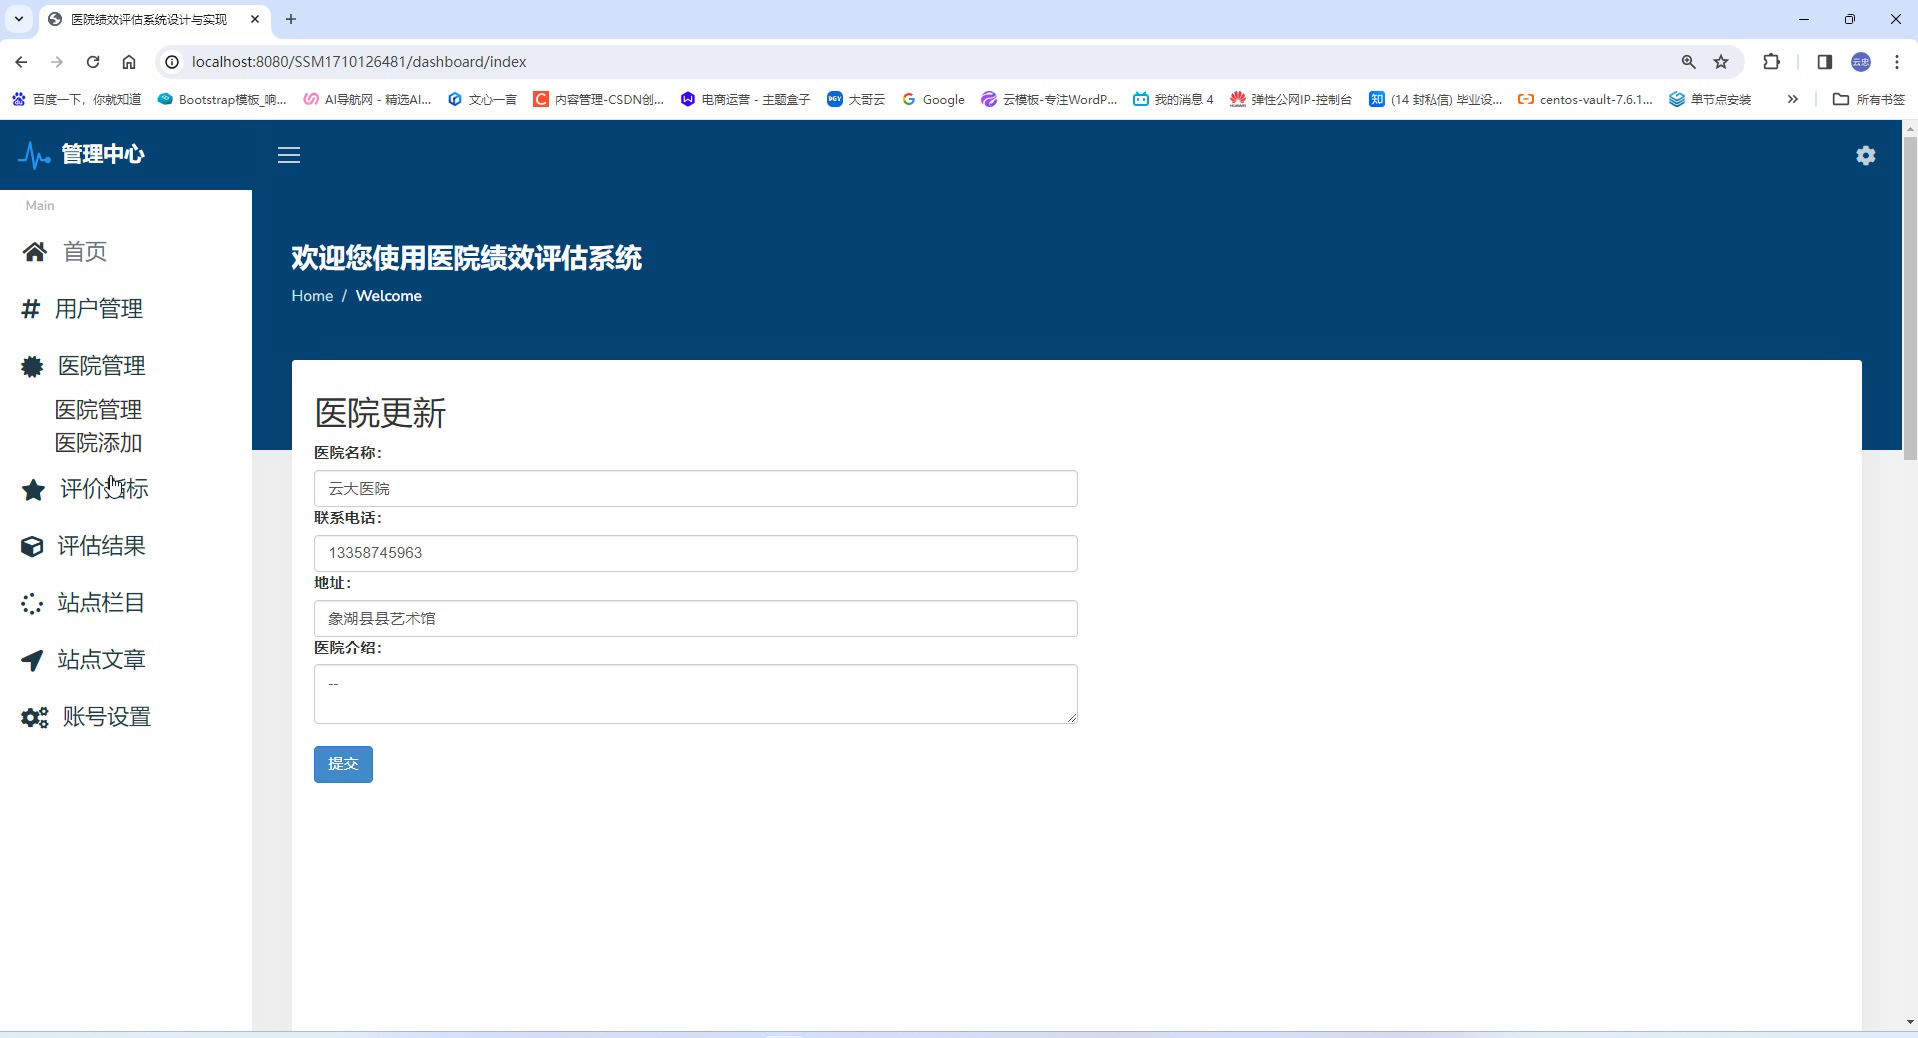 医院绩效评估系统设计与实现
localhost:8080/SSM1710126481/dashboard/index
云忠
百度一下，你就知道
Bootstrap模板_响...
AI导航网 - 精选AI...
文心一言
内容管理-CSDN创...
电商运营 - 主题盒子
大哥云
Google
云模板-专注WordP...
我的消息 4
弹性公网IP-控制台
知 (14 封私信) 毕业设...
centos-vault-7.6.1...
单节点安装
所有书签
管理中心
Main
首页
用户管理
医院管理
医院管理
医院添加
评价指标
评估结果
站点栏目
站点文章
账号设置
欢迎您使用医院绩效评估系统
Home / Welcome
医院更新
医院名称：
云大医院
联系电话：
13358745963
地址：
象湖县县艺术馆
医院介绍：
--
提交